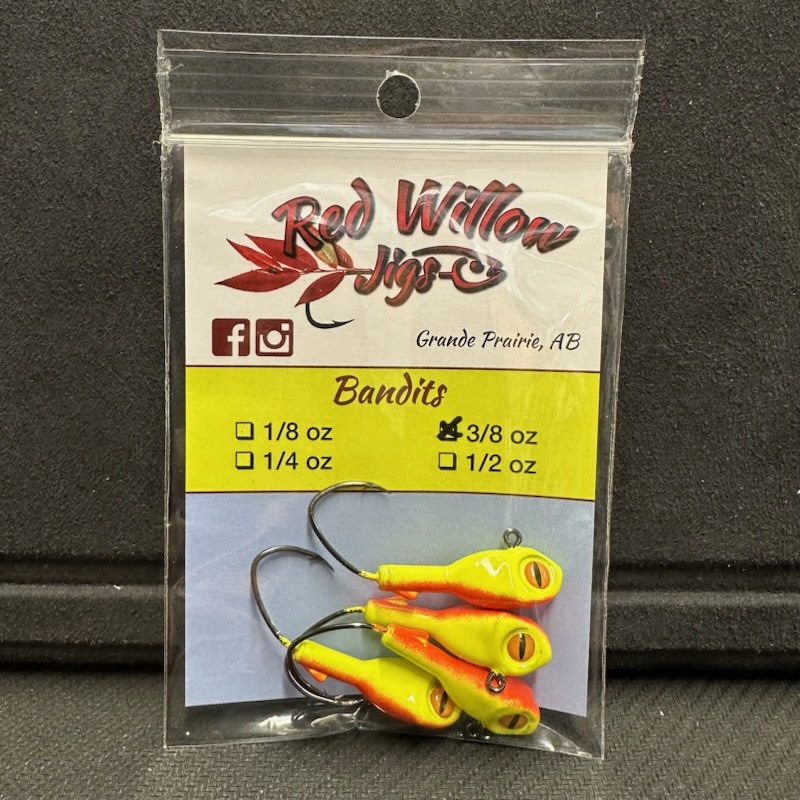 Red Willow
Jigs
Grande Prairie, AB
Bandits
1/8 oz
3/8 oz
1/4 oz
1/2 oz